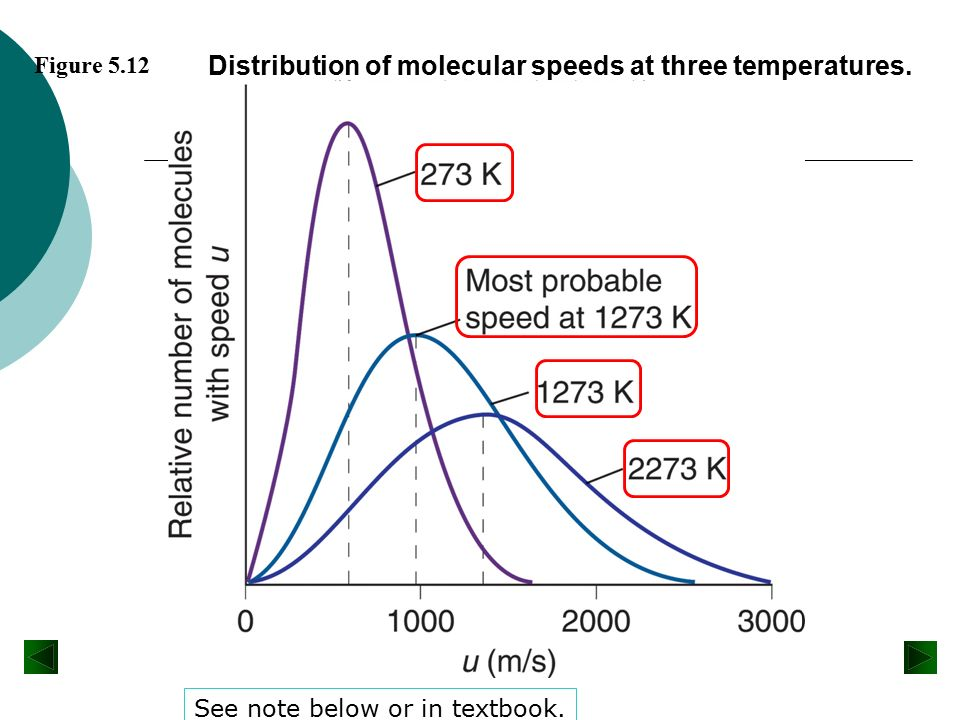 Figure 5.12
Distribution of molecular speeds at three temperatures.
Relative number of molecules
with speed u
273 K
Most probable
speed at 1273 K
1273 K
2273 K
0 1000 2000 3000
u (m/s)
See note below or in textbook.